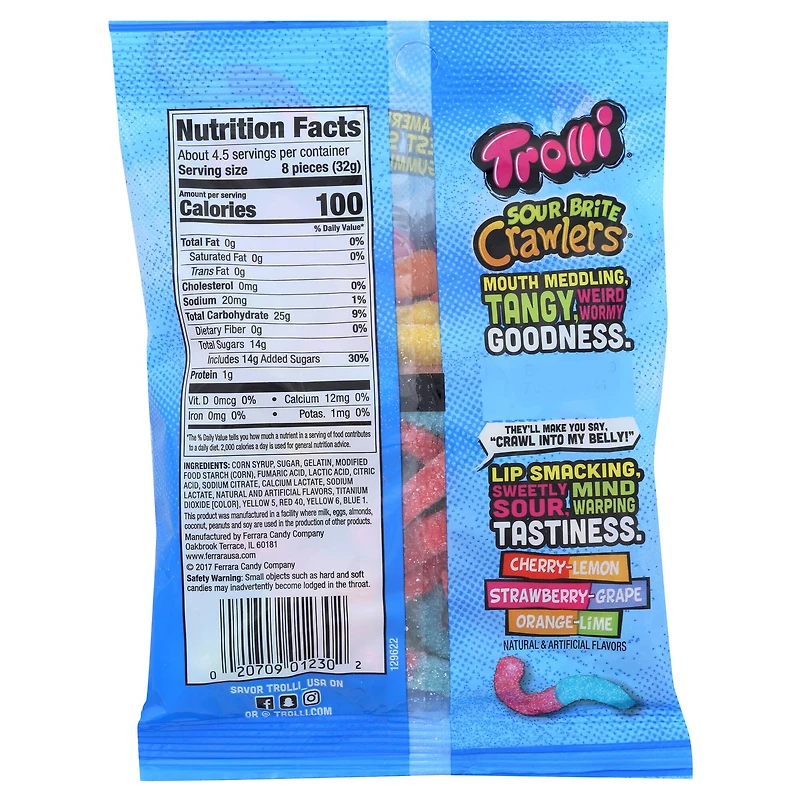 Nutrition Facts
About 4.5 servings per container
Serving size 8 pieces (32g)
Amount per serving
Calories 100
% Daily Value*
Total Fat 0g 0%
Saturated Fat 0g 0%
Trans Fat 0g
Cholesterol 0mg 0%
Sodium 20mg 1%
Total Carbohydrate 25g 9%
Dietary Fiber 0g 0%
Total Sugars 14g
Includes 14g Added Sugars 30%
Protein 1g
Vit. D 0mcg 0% • Calcium 12mg 0%
Iron 0mg 0% • Potas. 1mg 0%
*The % Daily Value tells you how much a nutrient in a serving of food contributes
to a daily diet. 2,000 calories a day is used for general nutrition advice.
INGREDIENTS: CORN SYRUP, SUGAR, GELATIN, MODIFIED
FOOD STARCH (CORN), FUMARIC ACID, LACTIC ACID, CITRIC
ACID, SODIUM CITRATE, CALCIUM LACTATE, SODIUM
LACTATE, NATURAL AND ARTIFICIAL FLAVORS, TITANIUM
DIOXIDE [COLOR], YELLOW 5, RED 40, YELLOW 6, BLUE 1.
This product was manufactured in a facility where milk, eggs, almonds,
coconut, peanuts and soy are used in the production of other products.
Manufactured by Ferrara Candy Company
Oakbrook Terrace, IL 60181
www.ferrarausa.com
© 2017 Ferrara Candy Company
Safety Warning: Small objects such as hard and soft
candies may inadvertently become lodged in the throat.
0 20709 01230 2
129622
SAVOR TROLLI_USA ON
OR @ TROLLI.COM
Trolli®
SOUR BRITE
Crawlers®
MOUTH MEDDLING,
TANGY, WEIRD
WORMY
GOODNESS.
THEY'LL MAKE YOU SAY,
"CRAWL INTO MY BELLY!"
LIP SMACKING,
SWEETLY MIND
SOUR, WARPING
TASTINESS.
CHERRY-LEMON
STRAWBERRY-GRAPE
ORANGE-LIME
NATURAL & ARTIFICIAL FLAVORS